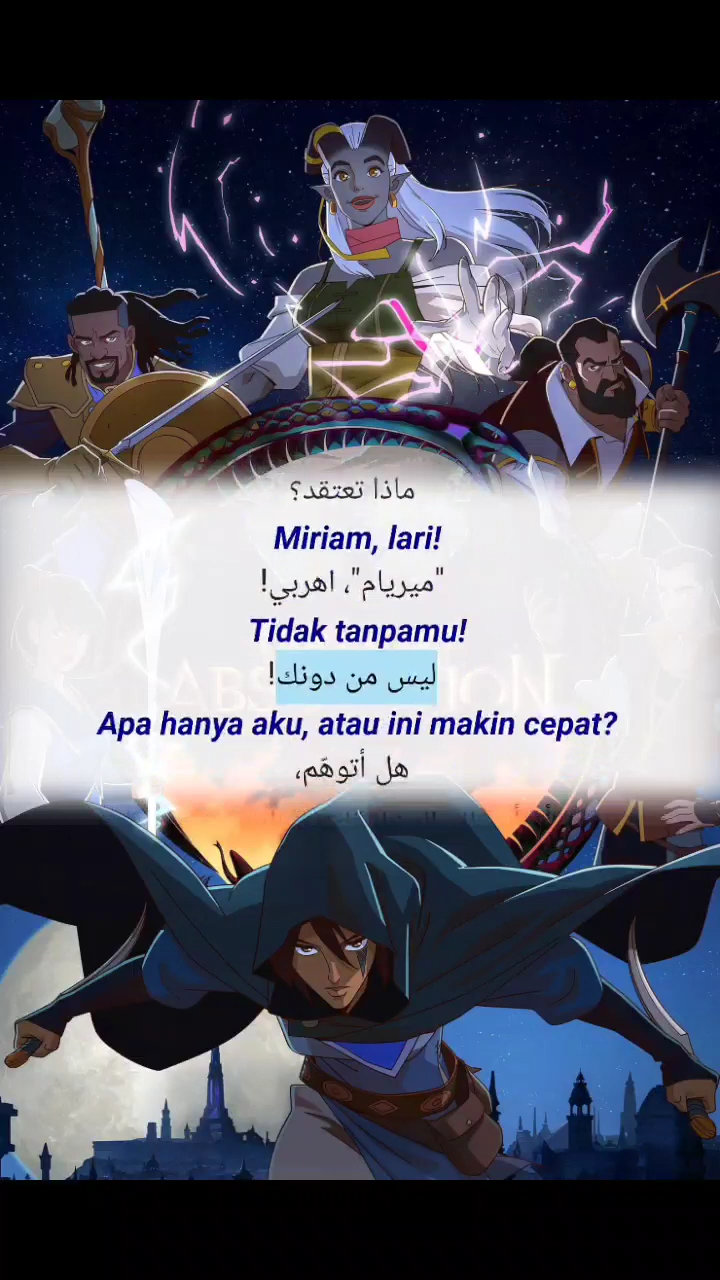 ماذا تعتقد؟
Miriam, lari!
"ميريام"، اهربي!
Tidak tanpamu!
ليس من دونك!
Apa hanya aku, atau ini makin cepat?
هل أتوهّم،